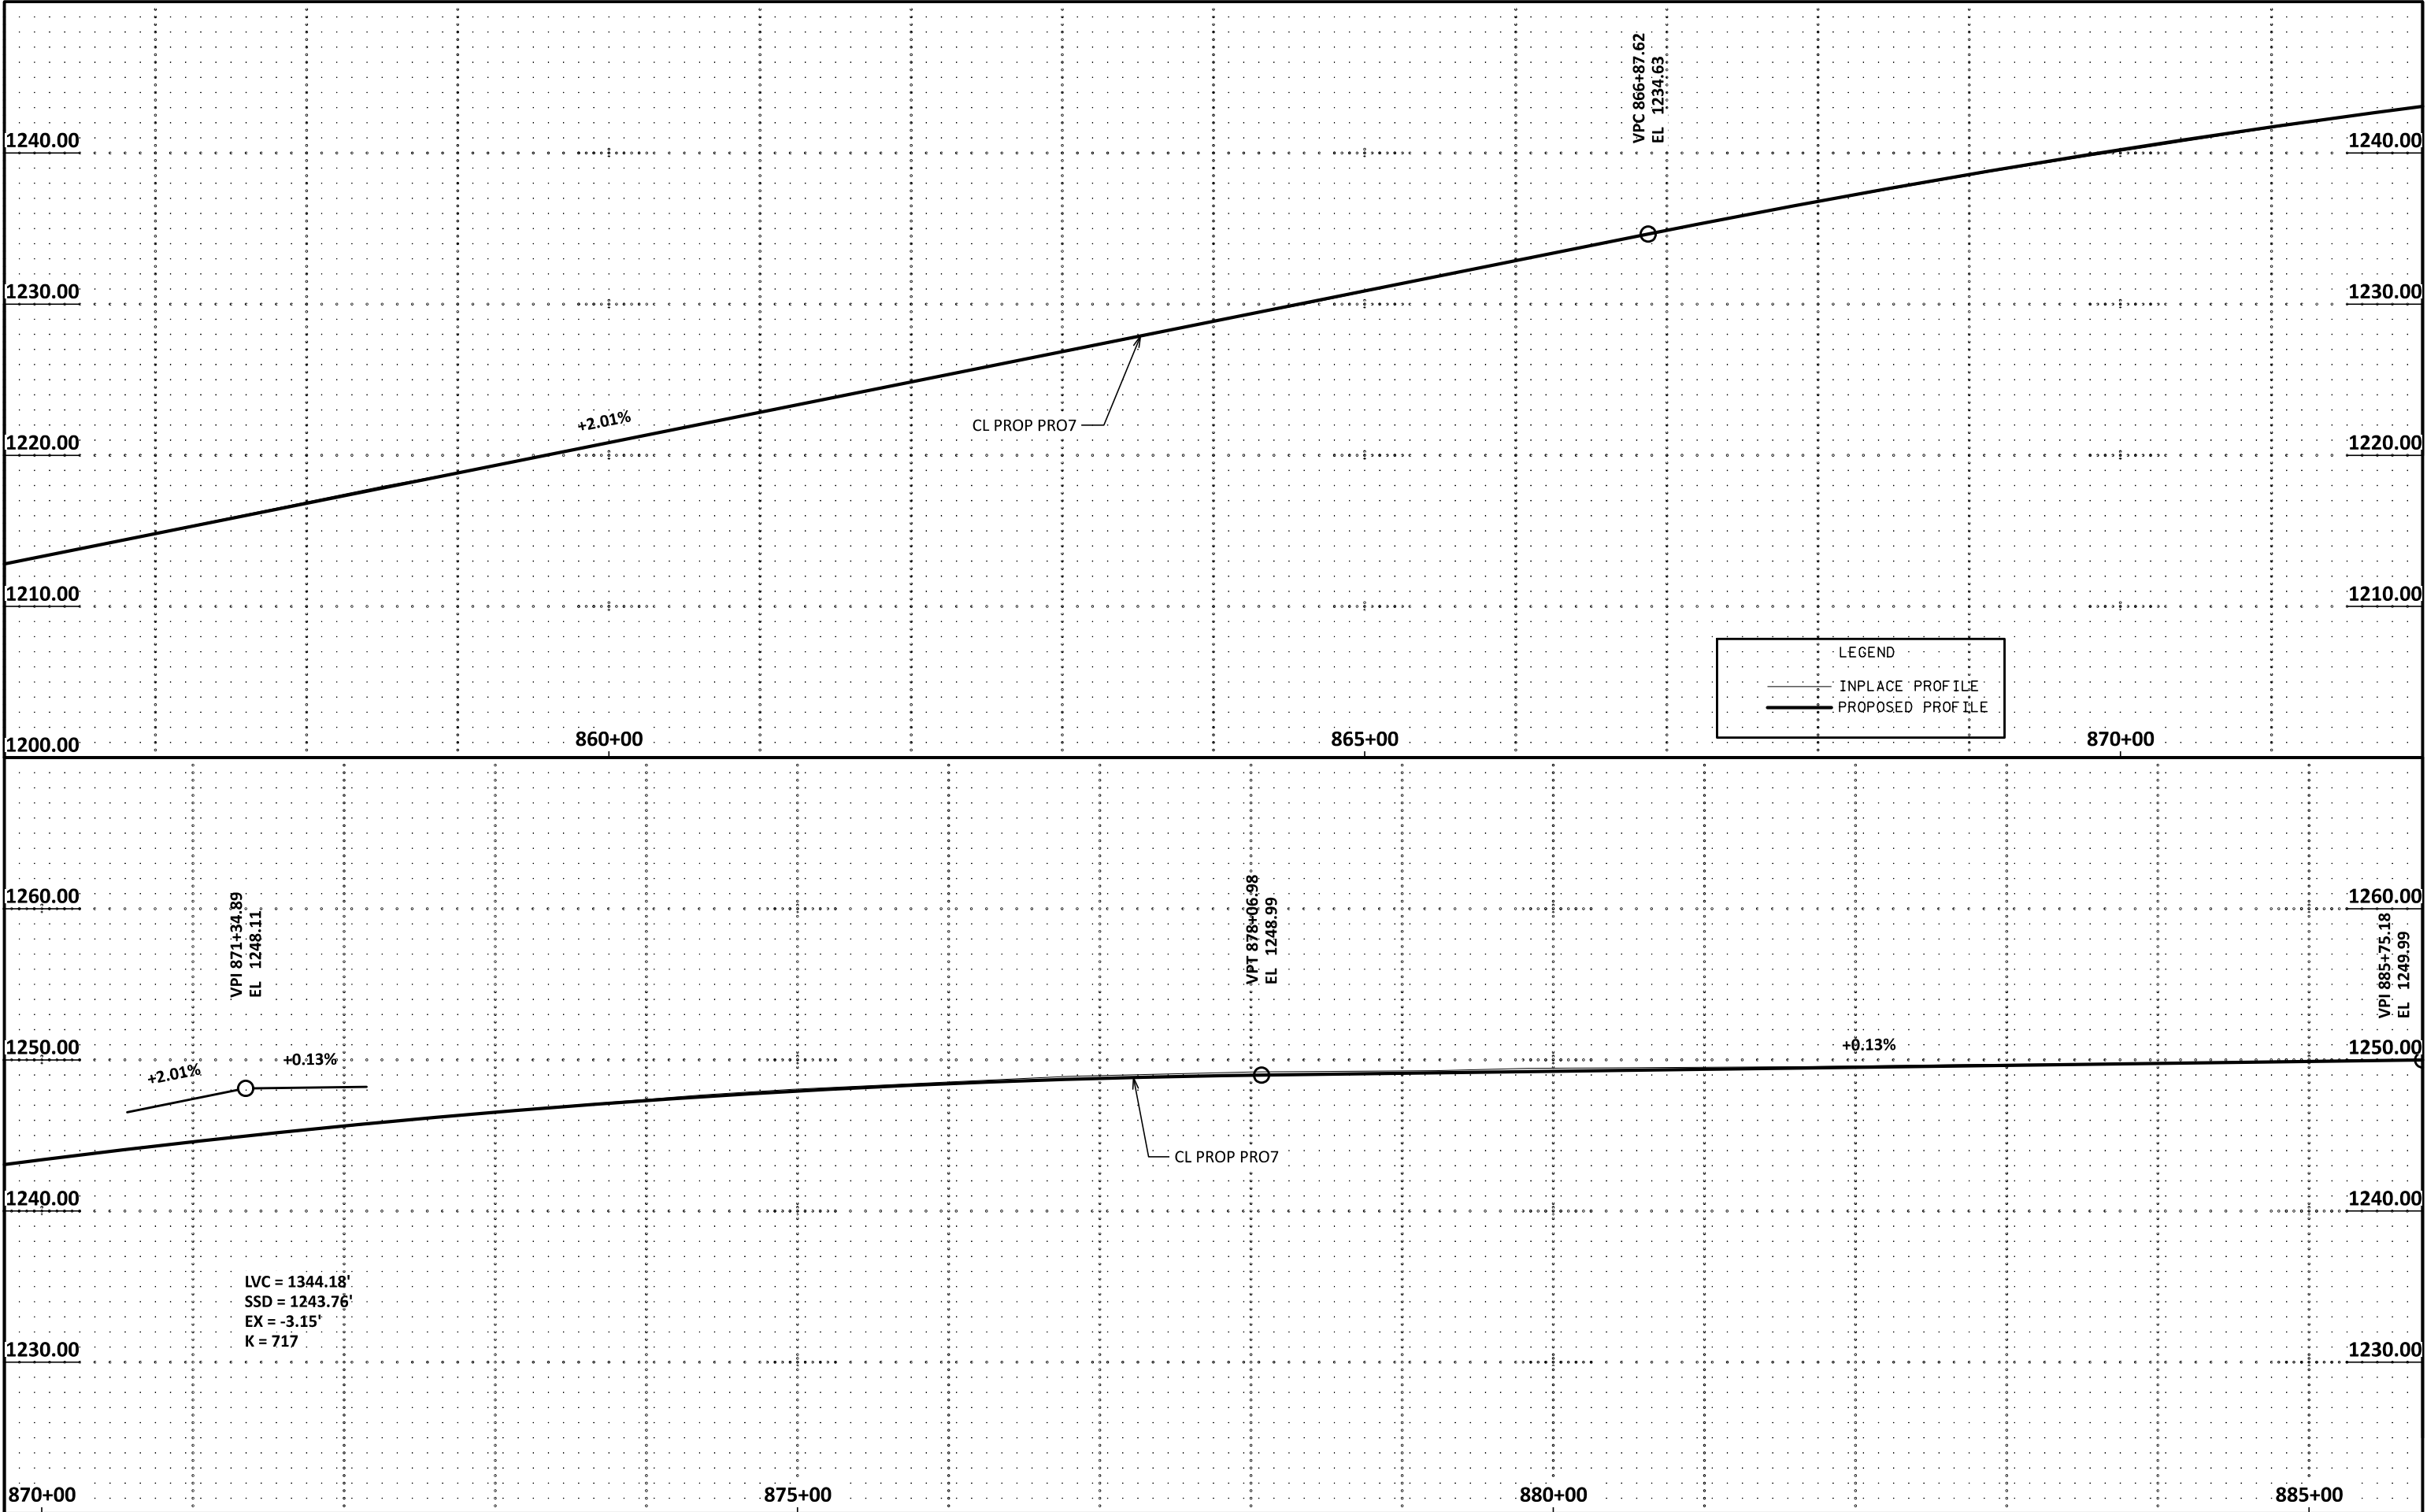 VPC 866+87.62
EL 1234.63
1240.00
1240.00
1230.00
1230.00
+2.01%
CL PROP PRO7
1220.00
1220.00
1210.00
1210.00
LEGEND
INPLACE PROFILE
PROPOSED PROFILE
1200.00
860+00
865+00
870+00
VPI 871+34.89
EL 1248.11
VPT 878+06.98
EL 1248.99
VPI 885+75.18
EL 1249.99
1260.00
1260.00
1250.00
+2.01%
+0.13%
+0.13%
1250.00
CL PROP PRO7
1240.00
1240.00
LVC = 1344.18'
SSD = 1243.76'
EX = -3.15'
K = 717
1230.00
1230.00
870+00
875+00
880+00
885+00